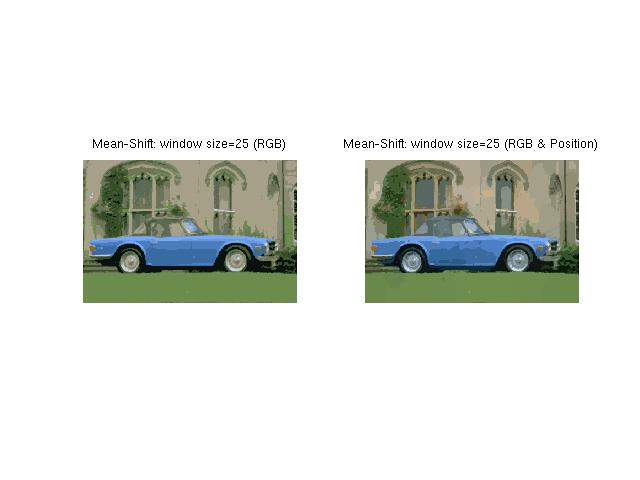 Mean-Shift: window size=25 (RGB)
Mean-Shift: window size=25 (RGB & Position)